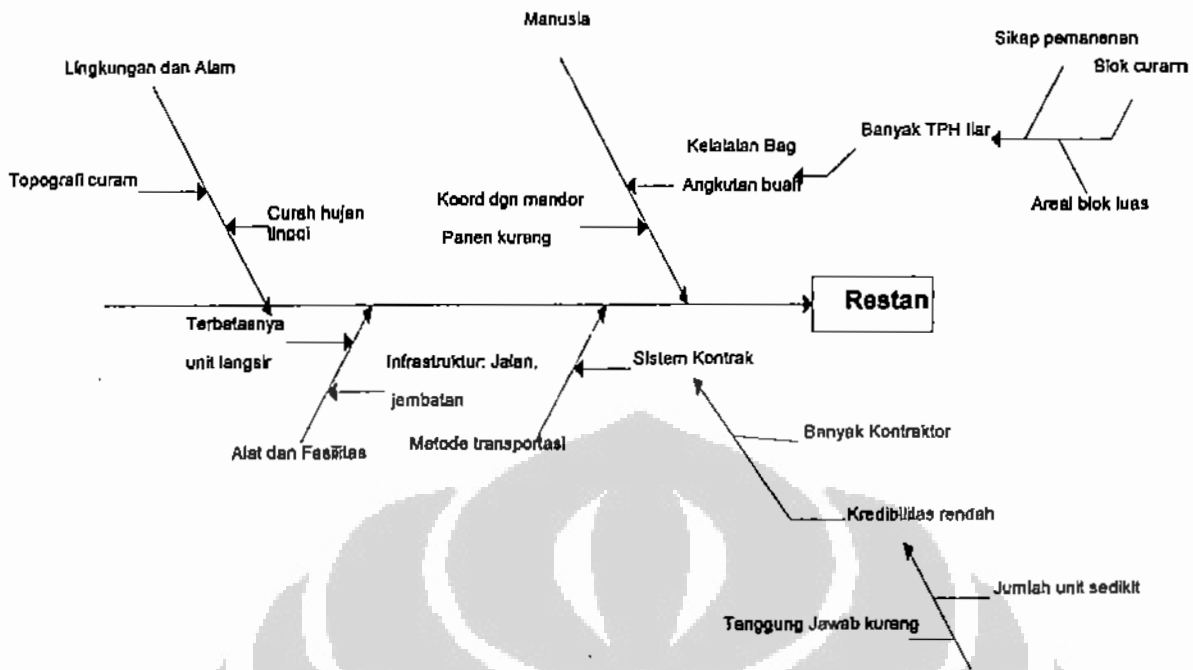 Manusia
Sikap pemanenan
Lingkungan dan Alam
Blok curam
Banyak TPH liar
Kelalaian Bag
Angkutan buah
Topografi curam
Koord dgn mandor
Panen kurang
Areal blok luas
Curah hujan
tinggi
Restan
Terbatasnya
unit langsir
Infrastruktur: Jalan,
jembatan
Sistem Kontrak
Banyak Kontraktor
Metode transportasi
Alat dan Fasilitas
Kredibilitas rendah
Jumlah unit sedikit
Tanggung Jawab kurang